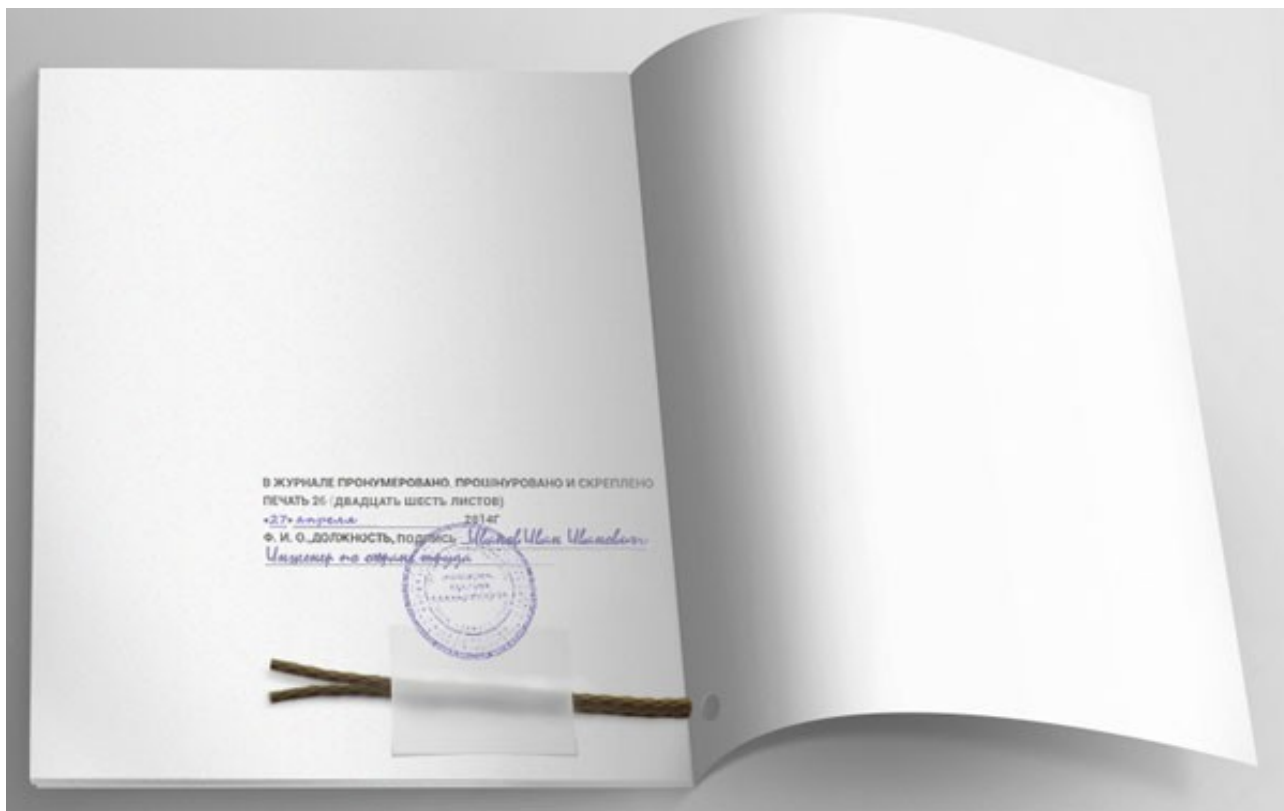 В ЖУРНАЛЕ ПРОНУМЕРОВАНО, ПРОШНУРОВАНО И СКРЕПЛЕНО
ПЕЧАТЬ 26 (ДВАДЦАТЬ ШЕСТЬ ЛИСТОВ)
«27» апреля 2014Г
Ф. И. О., ДОЛЖНОСТЬ, ПОДПИСЬ Иванов Иван Иванович
Инженер по охране труда